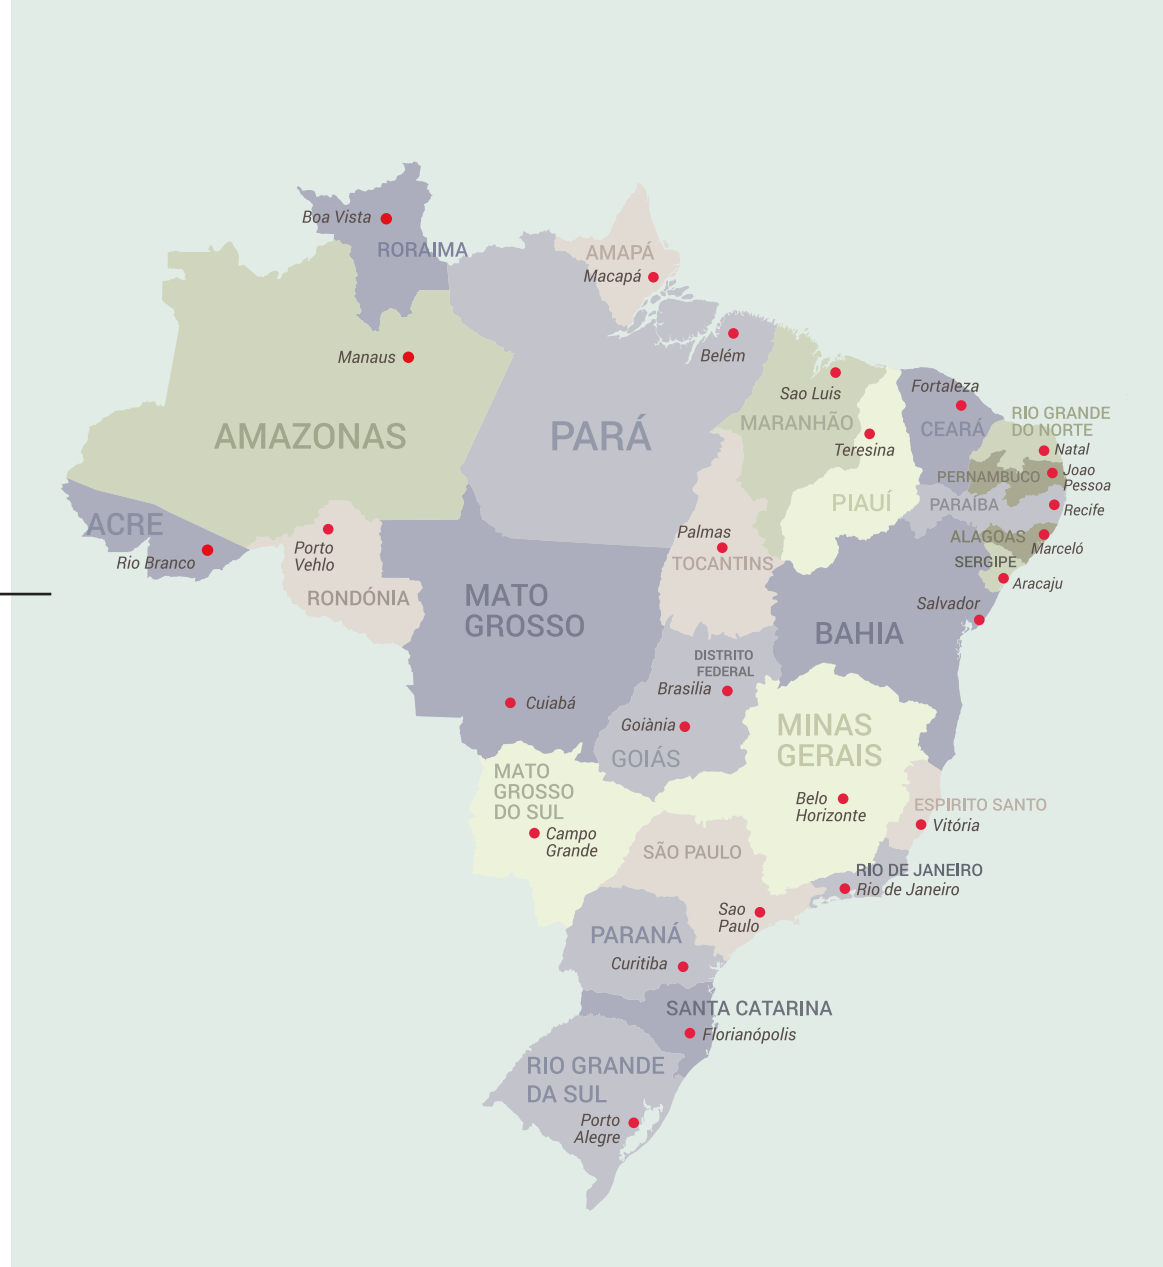 Boa Vista
RORAIMA
AMAPÁ
Macapá
Manaus
Belém
AMAZONAS
PARÁ
Sao Luis
MARANHÃO
Fortaleza
CEARÁ
RIO GRANDE
DO NORTE
Natal
Teresina
PIAUÍ
PERNAMBUCO
Joao
Pessoa
PARAÍBA
Recife
ACRE
Rio Branco
Porto
Vehlo
RONDÓNIA
Palmas
TOCANTINS
ALAGOAS
Marceló
SERGIPE
Aracaju
MATO
GROSSO
Salvador
BAHIA
DISTRITO
FEDERAL
Brasilia
Cuiabá
Goiània
GOIÁS
MINAS
GERAIS
MATO
GROSSO
DO SUL
Campo
Grande
Belo
Horizonte
ESPIRITO SANTO
Vitória
SÃO PAULO
RIO DE JANEIRO
Rio de Janeiro
Sao
Paulo
PARANÁ
Curitiba
SANTA CATARINA
Florianópolis
RIO GRANDE
DA SUL
Porto
Alegre